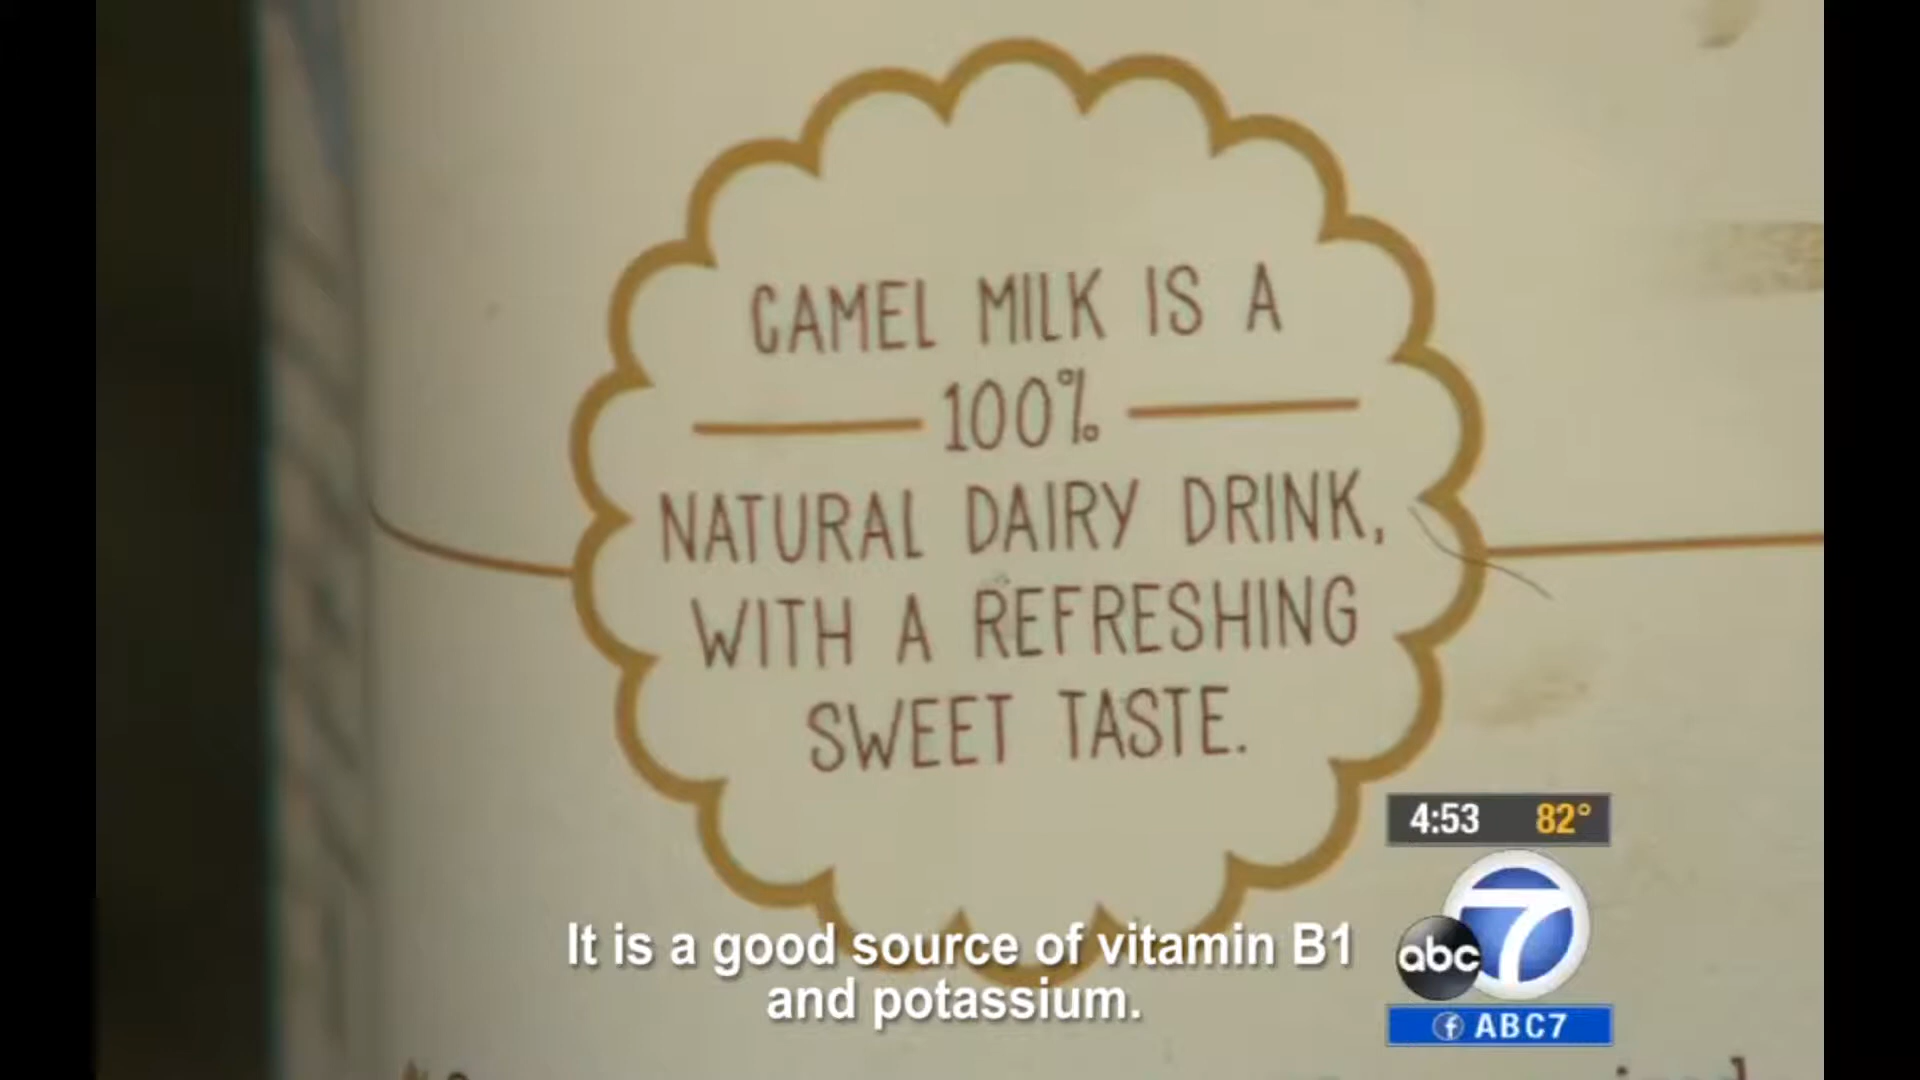 CAMEL MILK IS A
100%
NATURAL DAIRY DRINK,
WITH A REFRESHING
SWEET TASTE.
4:53 82°
7
abc
ABC7
It is a good source of vitamin B1
and potassium.